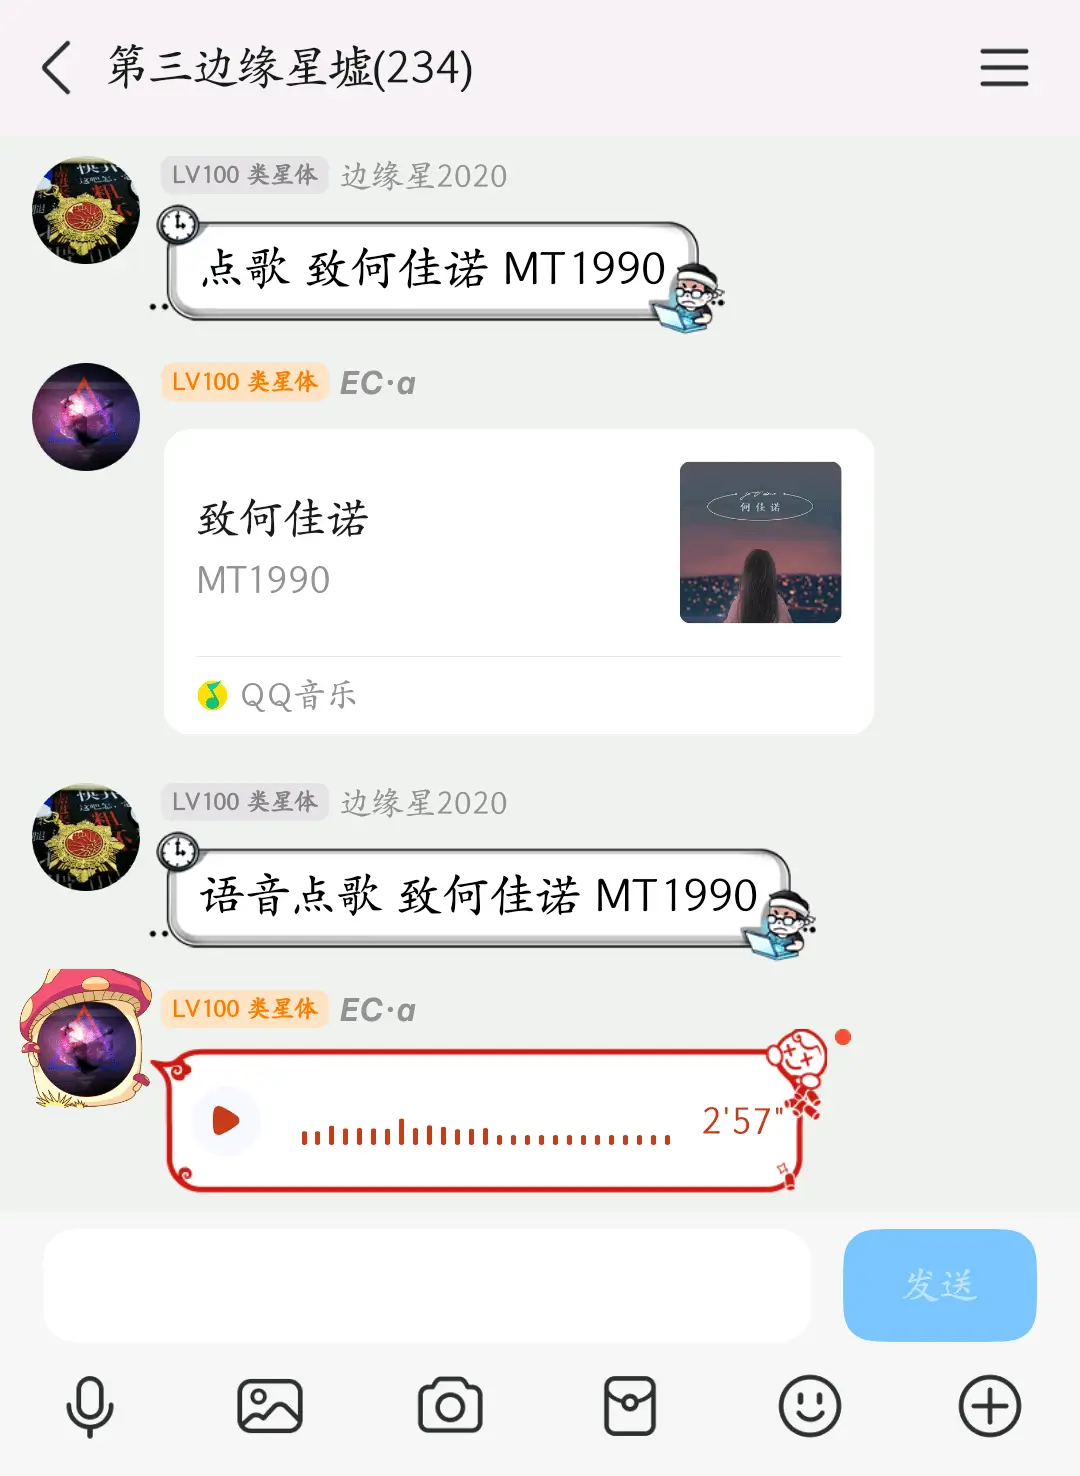 第三边缘星墟(234)
LV100 类星体 边缘星2020
点歌 致何佳诺 MT1990
LV100 类星体 EC·α
致何佳诺
MT1990
何佳诺
QQ音乐
LV100 类星体 边缘星2020
语音点歌 致何佳诺 MT1990
LV100 类星体 EC·α
2'57"
发送